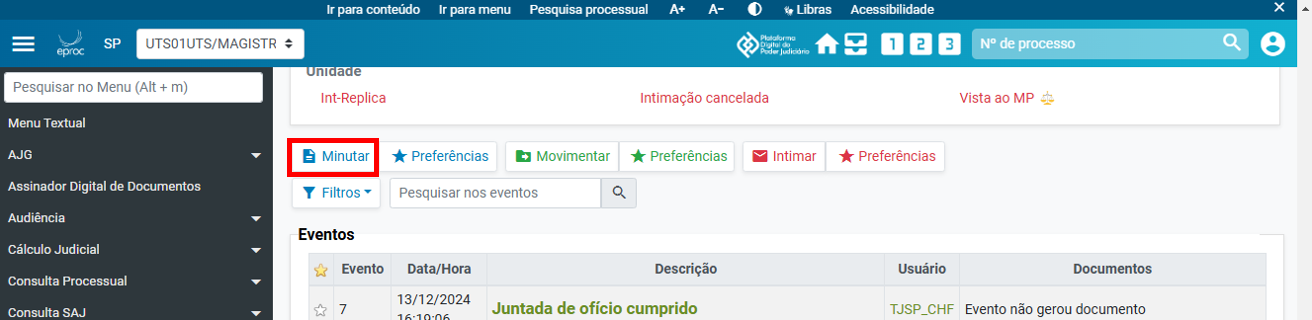 Ir para conteúdo Ir para menu Pesquisa processual A+ A- Libras Acessibilidade ✕
eproc SP UTS01UTS/MAGISTR Plataforma Digital do Poder Judiciário 1 2 3 Nº de processo
Pesquisar no Menu (Alt + m)
Menu Textual
AJG
Assinador Digital de Documentos
Audiência
Cálculo Judicial
Consulta Processual
Consulta SAJ
Unidade
Int-Replica Intimação cancelada Vista ao MP
Minutar Preferências Movimentar Preferências Intimar Preferências
Filtros Pesquisar nos eventos
Eventos
Evento Data/Hora Descrição Usuário Documentos
7 13/12/2024 Juntada de ofício cumprido TJSP_CHF Evento não gerou documento
16:19:06